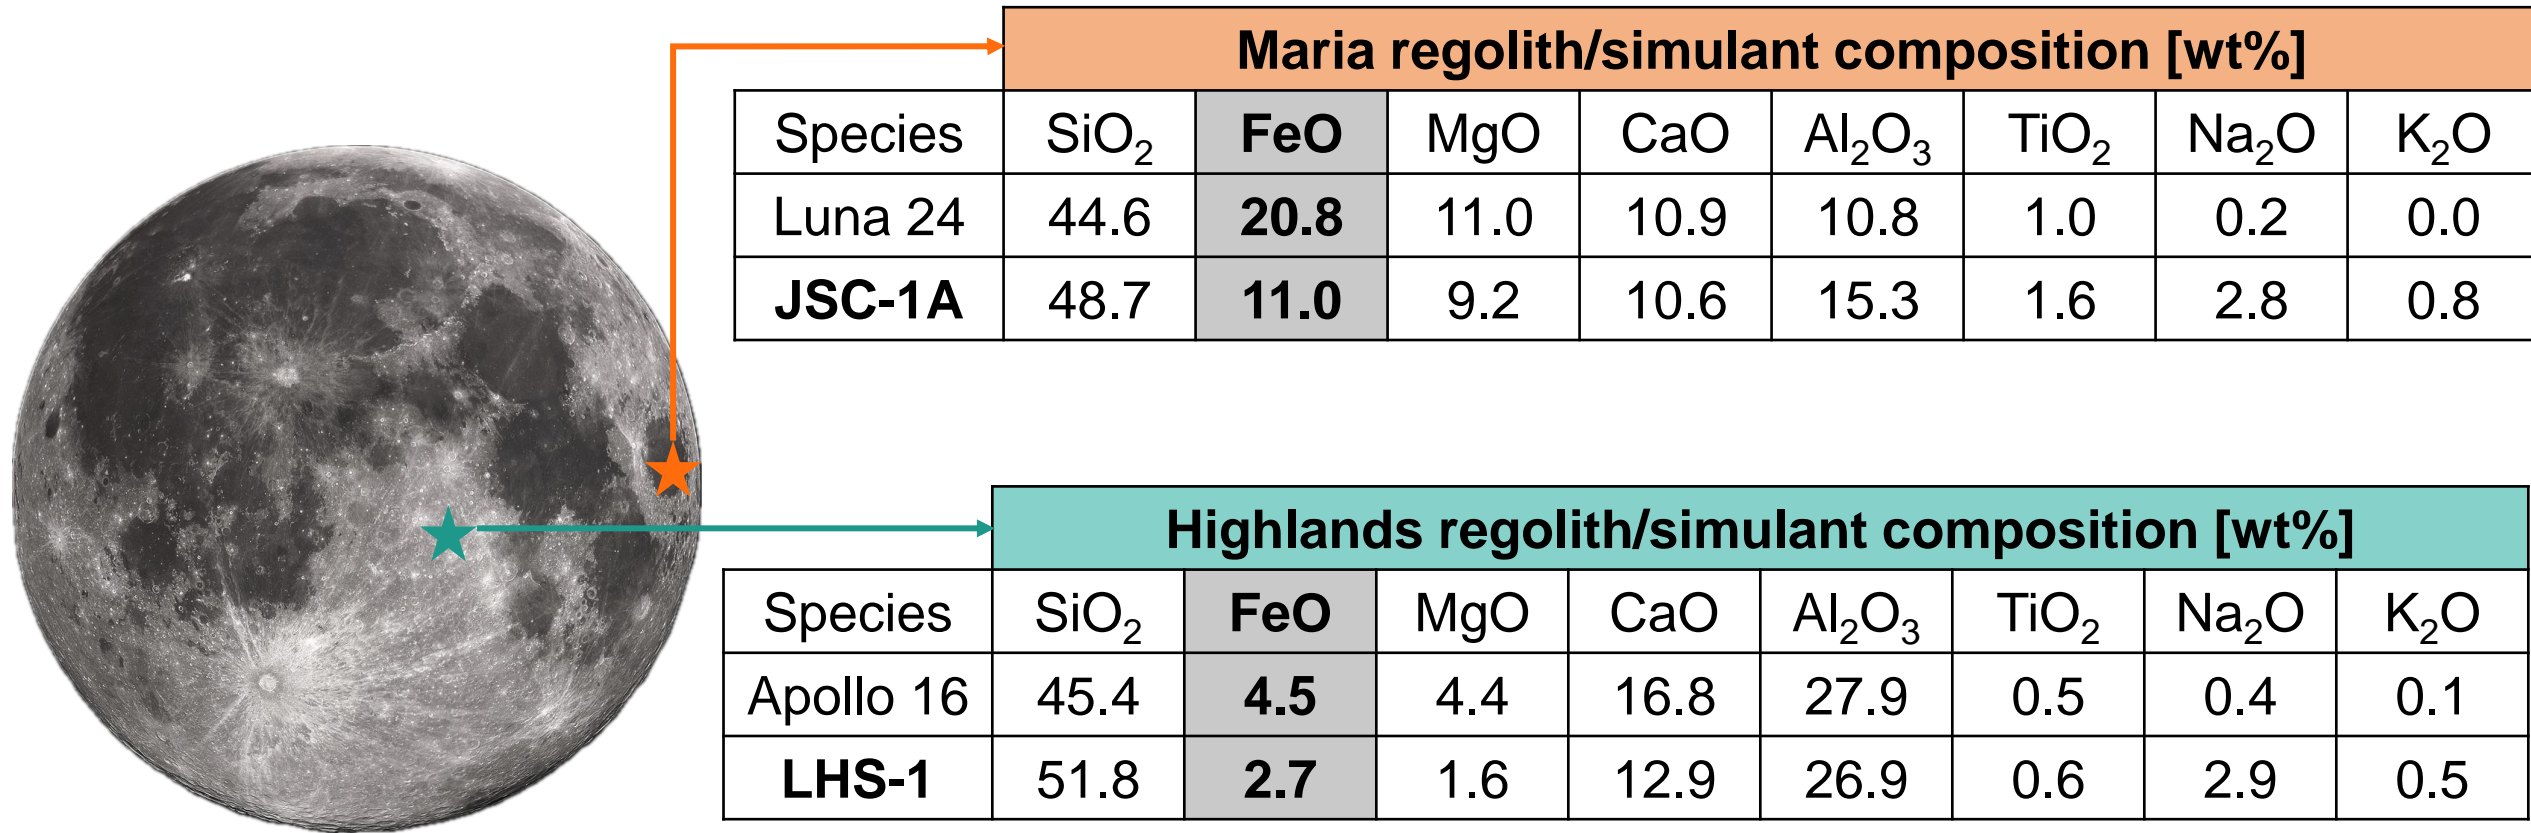 Maria regolith/simulant composition [wt%]
Species SiO₂ FeO MgO CaO Al₂O₃ TiO₂ Na₂O K₂O
Luna 24 44.6 20.8 11.0 10.9 10.8 1.0 0.2 0.0
JSC-1A 48.7 11.0 9.2 10.6 15.3 1.6 2.8 0.8
Highlands regolith/simulant composition [wt%]
Species SiO₂ FeO MgO CaO Al₂O₃ TiO₂ Na₂O K₂O
Apollo 16 45.4 4.5 4.4 16.8 27.9 0.5 0.4 0.1
LHS-1 51.8 2.7 1.6 12.9 26.9 0.6 2.9 0.5